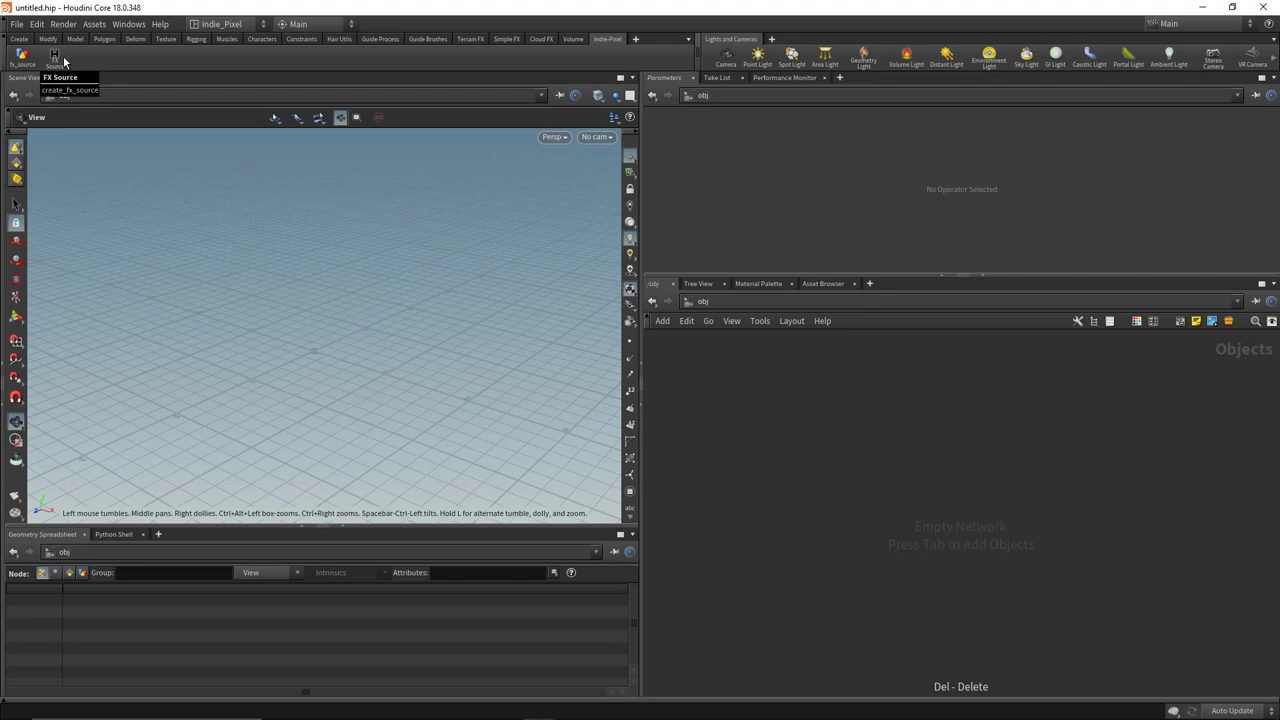 untitled.hip - Houdini Core 18.0.348
File Edit Render Assets Windows Help Indie_Pixel Main Main
Create Modify Model Polygon Deform Texture Rigging Muscles Characters Constraints Hair Utils Guide Process Guide Brushes Terrain FX Simple FX Cloud FX Volume Indie-Pixel Lights and Cameras
fx_source FX Source Camera Point Light Spot Light Area Light Geometry Light Volume Light Distant Light Environment Light Sky Light GI Light Caustic Light Portal Light Ambient Light Stereo Camera VR Camera
Scene View Parameters Take List Performance Monitor
FX Source
create_fx_source
obj
View
Persp No cam
No Operator Selected
/obj Tree View Material Palette Asset Browser
obj
Add Edit Go View Tools Layout Help
Objects
Left mouse tumbles. Middle pans. Right dollies. Ctrl+Alt+Left box-zooms. Ctrl+Right zooms. Spacebar-Ctrl-Left tilts. Hold L for alternate tumble, dolly, and zoom.
Empty Network
Press Tab to Add Objects
Geometry Spreadsheet Python Shell
obj
Node: Group: View Intrinsics Attributes:
Del - Delete
Auto Update